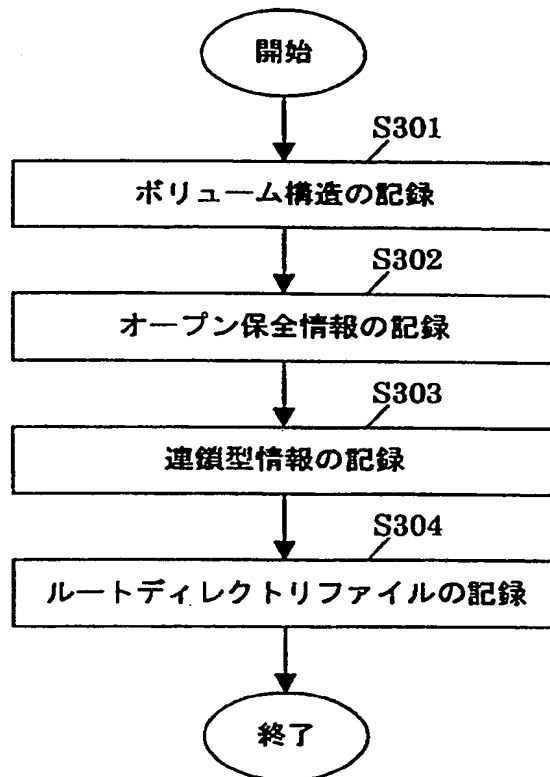 開始
S301
ボリューム構造の記録
S302
オープン保全情報の記録
S303
連鎖型情報の記録
S304
ルートディレクトリファイルの記録
終了